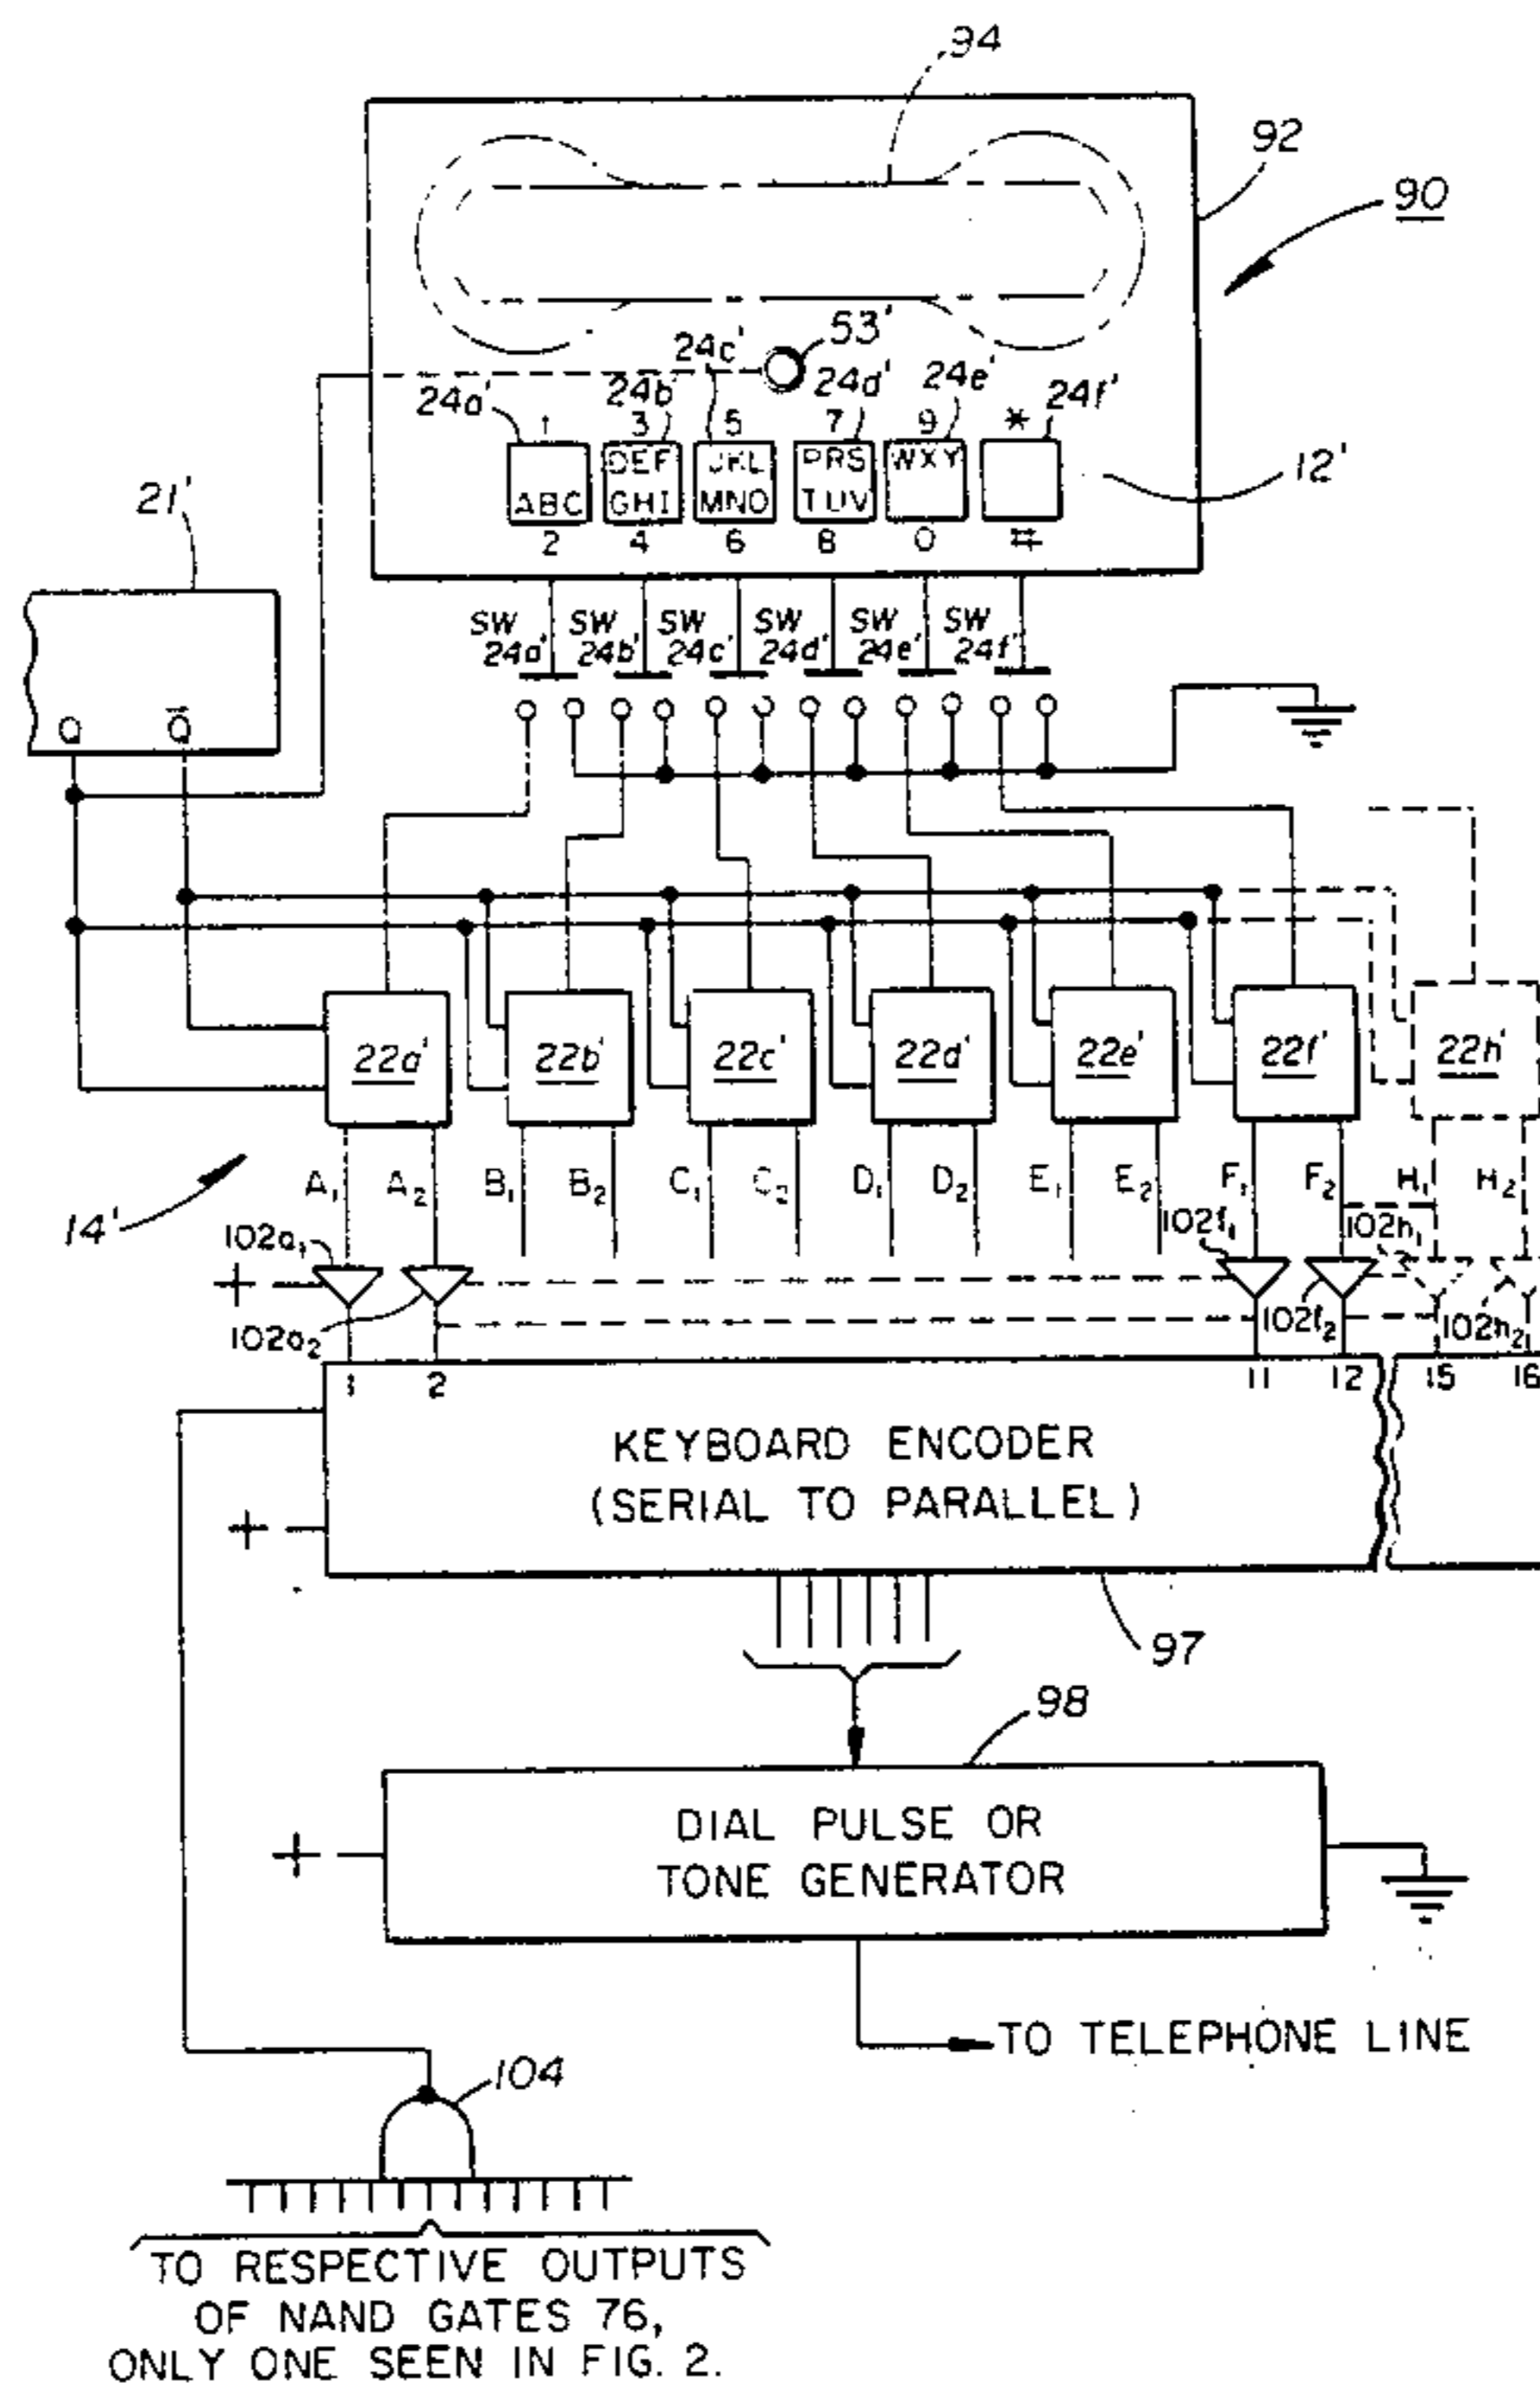 94
92
90
53'
24c'
24b'
24d'
24e'
24a'
24f'
1 3 5 7 9 *
DEF JKL PRS WXY
ABC GHI MNO TUV
2 4 6 8 0 #
12'
21'
SW 24a' SW 24b' SW 24c' SW 24d' SW 24e' SW 24f'
Q Q̄
22a' 22b' 22c' 22d' 22e' 22f' 22h'
A₁ A₂ B₁ B₂ C₁ C₂ D₁ D₂ E₁ E₂ F₁ F₂ H₁ H₂
14'
102a₁ 102f₁ 102h₁
+
102a₂ 102f₂ 102h₂
1 2 11 12 15 16
KEYBOARD ENCODER
(SERIAL TO PARALLEL)
+
97
98
DIAL PULSE OR
TONE GENERATOR
+
TO TELEPHONE LINE
104
TO RESPECTIVE OUTPUTS
OF NAND GATES 76,
ONLY ONE SEEN IN FIG. 2.